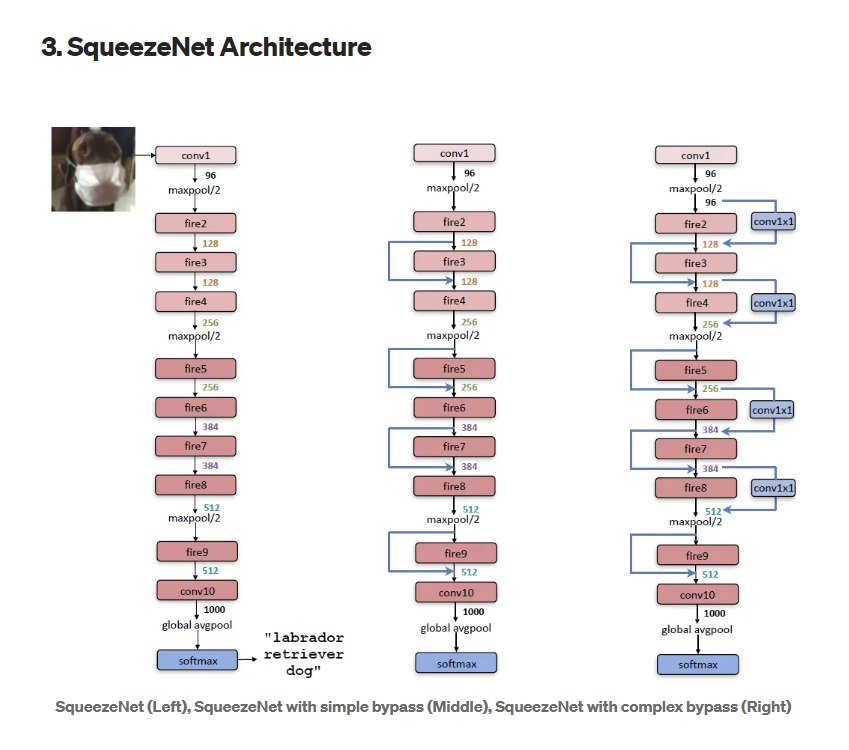 3. SqueezeNet Architecture
conv1
96
maxpool/2
fire2
128
fire3
128
fire4
256
maxpool/2
fire5
256
fire6
384
fire7
384
fire8
512
maxpool/2
fire9
512
conv10
1000
global avgpool
softmax
"labrador
retriever
dog"
conv1
96
maxpool/2
fire2
128
fire3
128
fire4
256
maxpool/2
fire5
256
fire6
384
fire7
384
fire8
512
maxpool/2
fire9
512
conv10
1000
global avgpool
softmax
conv1
96
maxpool/2
96
fire2
conv1x1
128
fire3
128
fire4
conv1x1
256
maxpool/2
fire5
256
fire6
conv1x1
384
fire7
384
fire8
conv1x1
512
maxpool/2
fire9
512
conv10
1000
global avgpool
softmax
SqueezeNet (Left), SqueezeNet with simple bypass (Middle), SqueezeNet with complex bypass (Right)